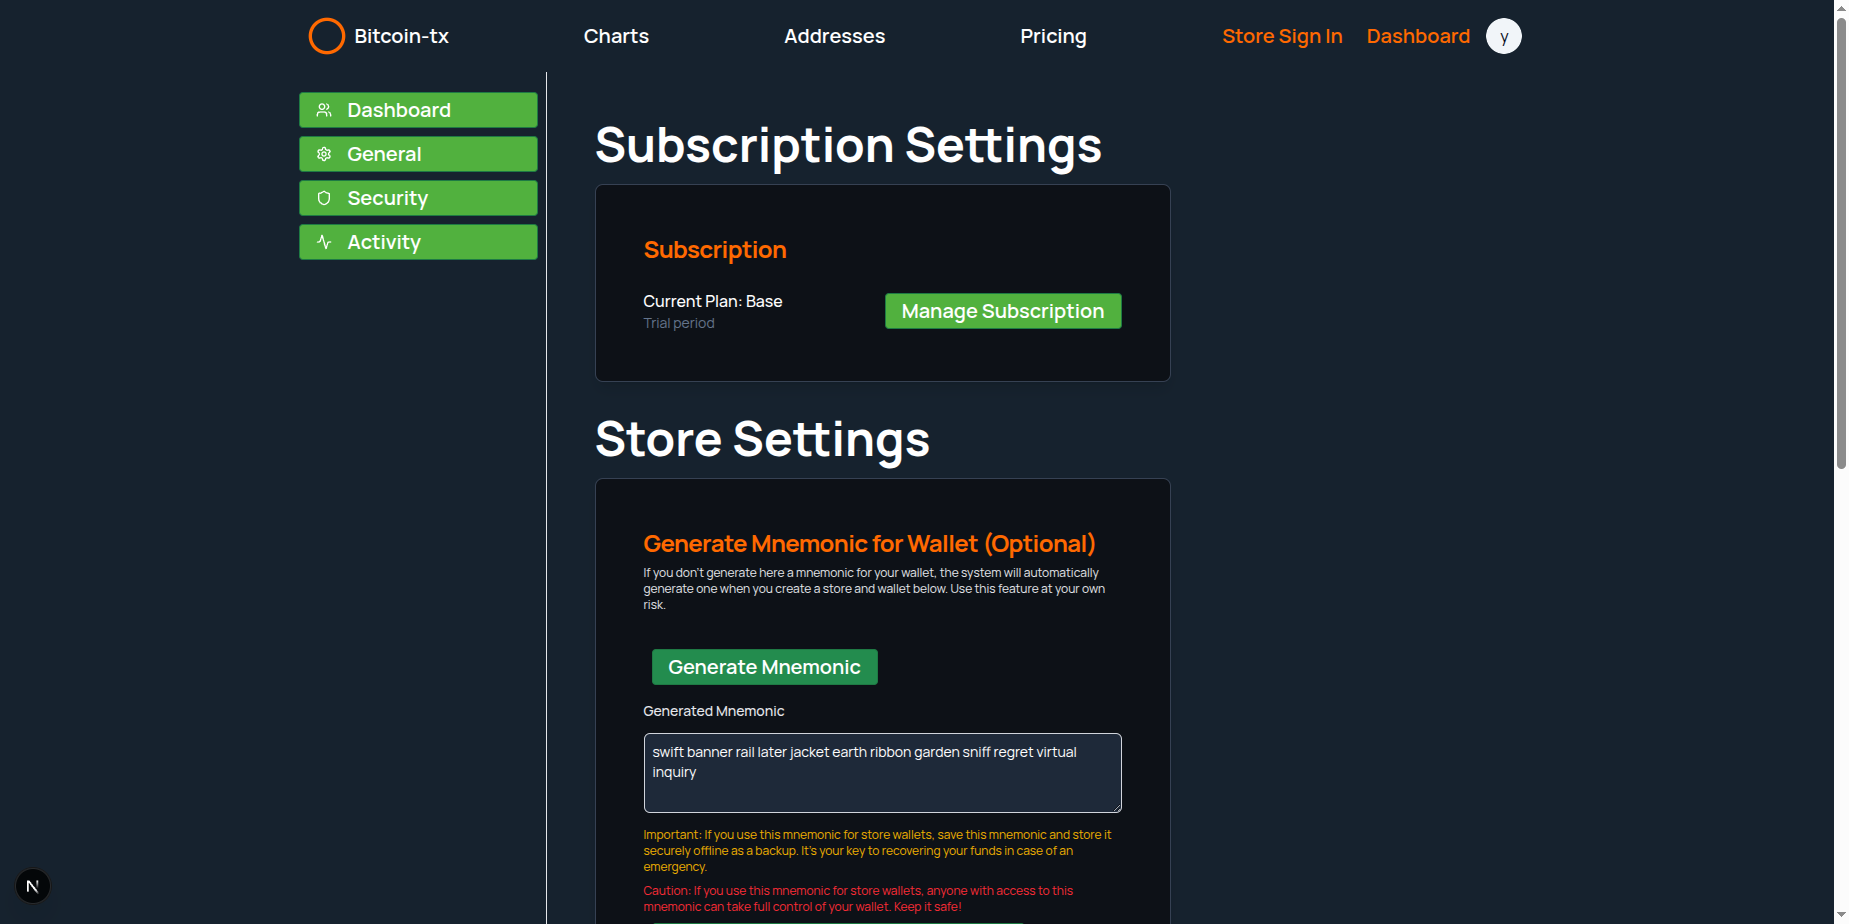 Bitcoin-tx
Charts
Addresses
Pricing
Store Sign In
Dashboard
y
Dashboard
General
Security
Activity
Subscription Settings
Subscription
Current Plan: Base
Trial period
Manage Subscription
Store Settings
Generate Mnemonic for Wallet (Optional)
If you don't generate here a mnemonic for your wallet, the system will automatically
generate one when you create a store and wallet below. Use this feature at your own
risk.
Generate Mnemonic
Generated Mnemonic
swift banner rail later jacket earth ribbon garden sniff regret virtual
inquiry
Important: If you use this mnemonic for store wallets, save this mnemonic and store it
securely offline as a backup. It's your key to recovering your funds in case of an
emergency.
Caution: If you use this mnemonic for store wallets, anyone with access to this
mnemonic can take full control of your wallet. Keep it safe!
N